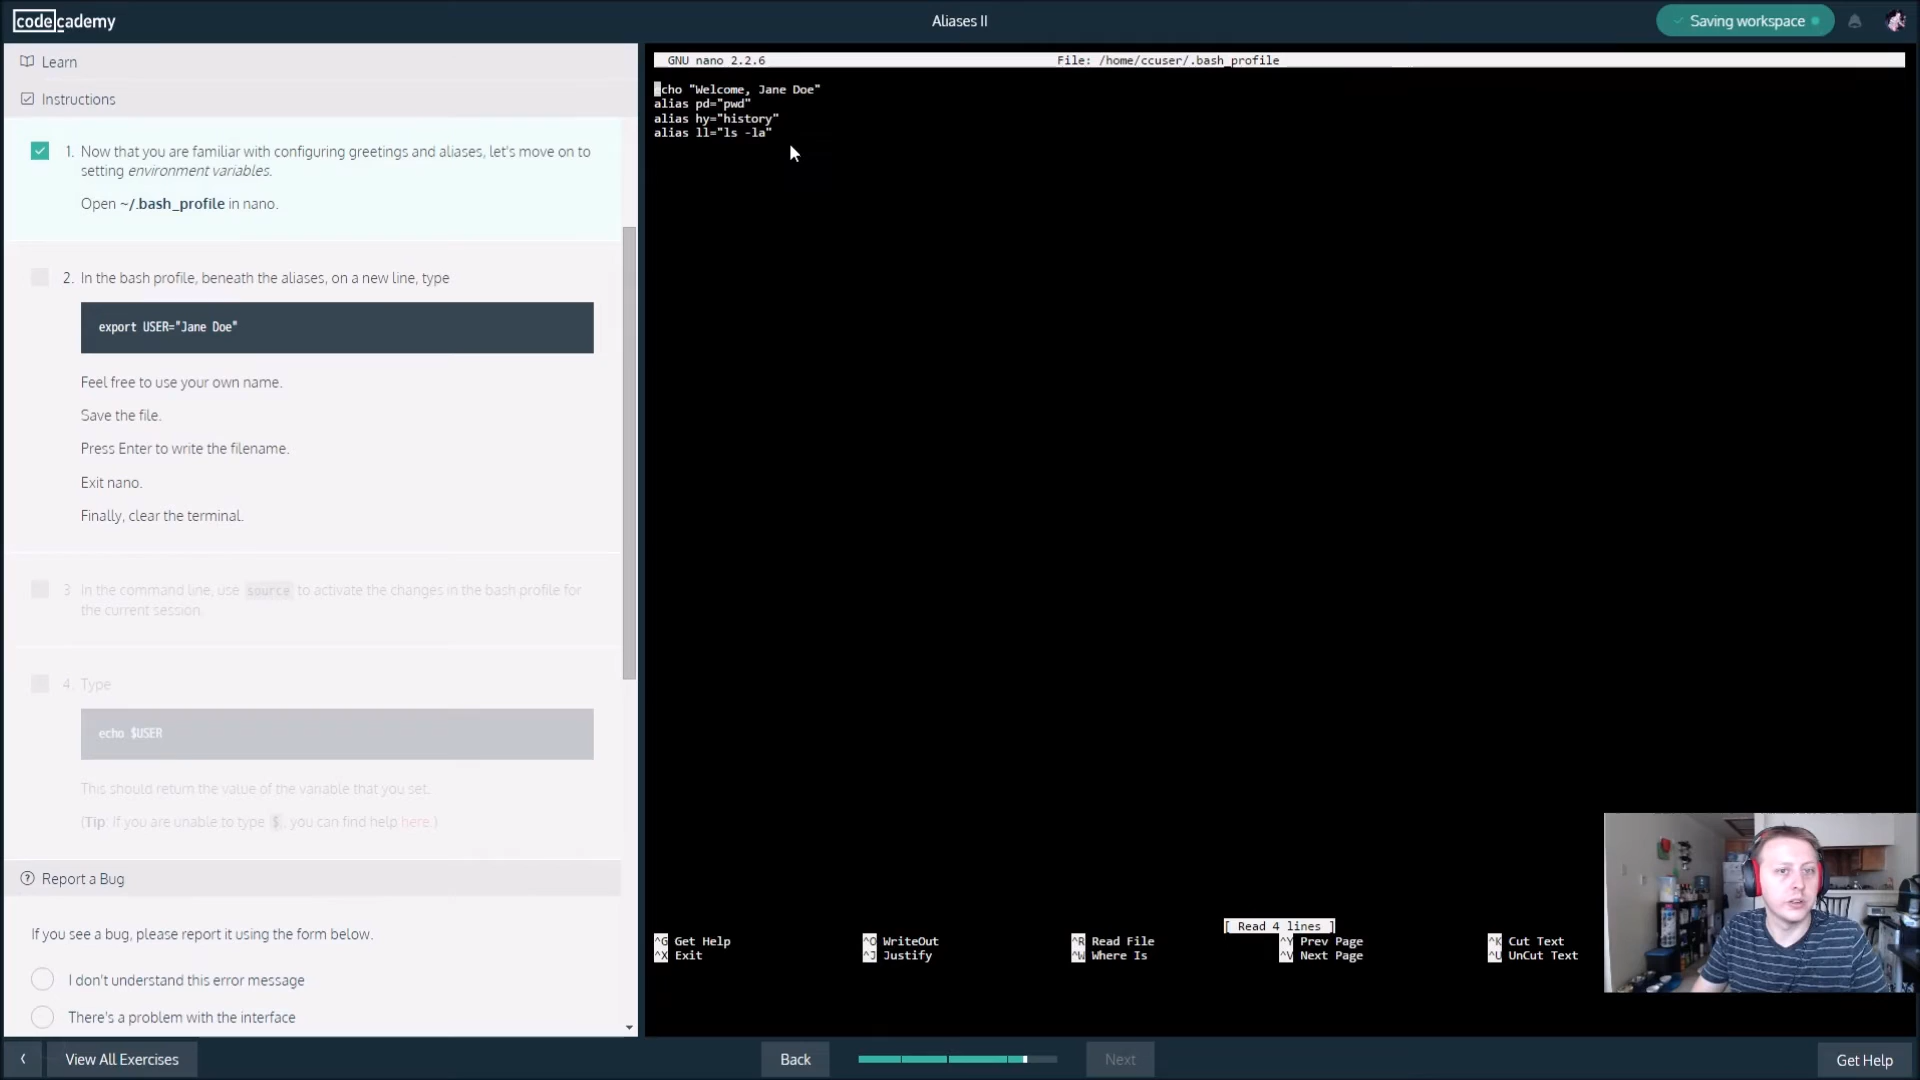 codecademy
Aliases II
Saving workspace
Learn
Instructions
1. Now that you are familiar with configuring greetings and aliases, let's move on to
setting environment variables.
Open ~/.bash_profile in nano.
2. In the bash profile, beneath the aliases, on a new line, type
export USER="Jane Doe"
Feel free to use your own name.
Save the file.
Press Enter to write the filename.
Exit nano.
Finally, clear the terminal.
3 In the command line, use source to activate the changes in the bash profile for
the current session.
4. Type
echo $USER
This should return the value of the variable that you set.
(Tip: If you are unable to type $, you can find help here.)
Report a Bug
If you see a bug, please report it using the form below.
I don't understand this error message
There's a problem with the interface
GNU nano 2.2.6 File: /home/ccuser/.bash_profile
echo "Welcome, Jane Doe"
alias pd="pwd"
alias hy="history"
alias ll="ls -la"
[ Read 4 lines ]
^G Get Help ^O WriteOut ^R Read File ^Y Prev Page ^K Cut Text
^X Exit ^J Justify ^W Where Is ^V Next Page ^U UnCut Text
View All Exercises
Back
Next
Get Help